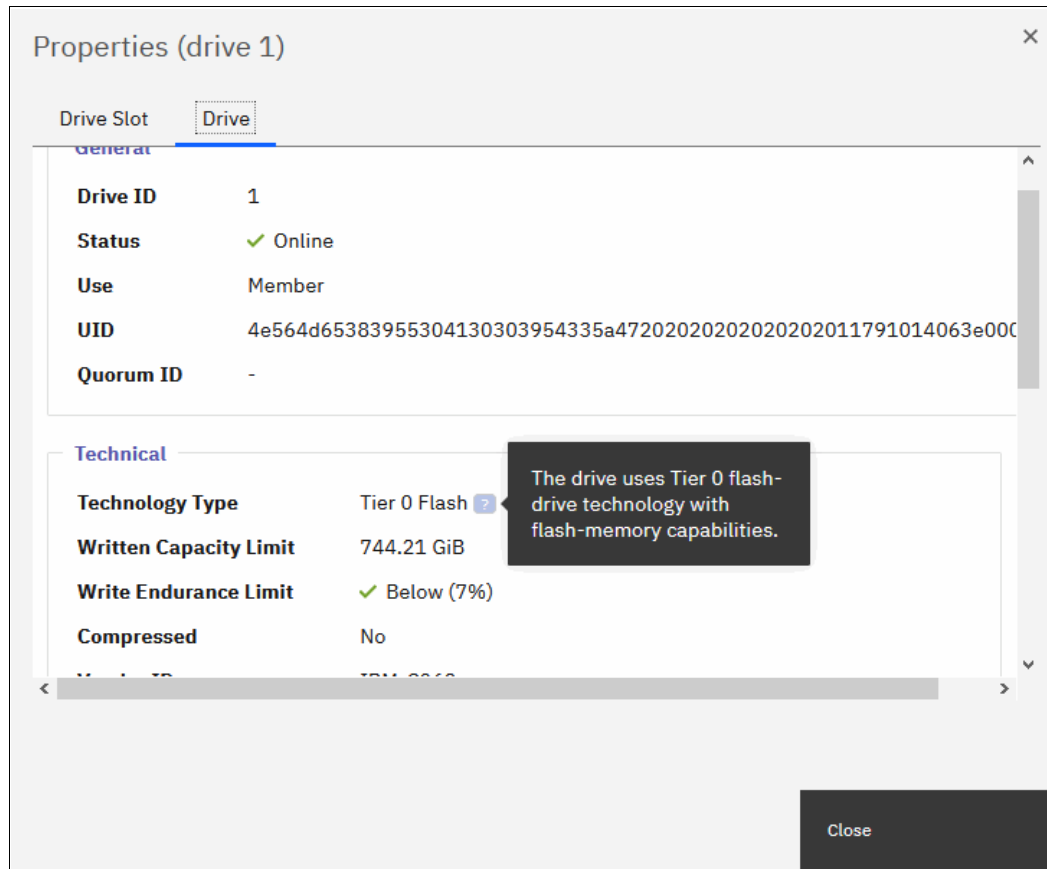 Properties (drive 1)
Drive Slot Drive
General
Drive ID 1
Status Online
Use Member
UID 4e564d65383955304130303954335a47202020202020202011791014063e000
Quorum ID -
Technical
Technology Type Tier 0 Flash ?
The drive uses Tier 0 flash-
drive technology with
flash-memory capabilities.
Written Capacity Limit 744.21 GiB
Write Endurance Limit Below (7%)
Compressed No
Close